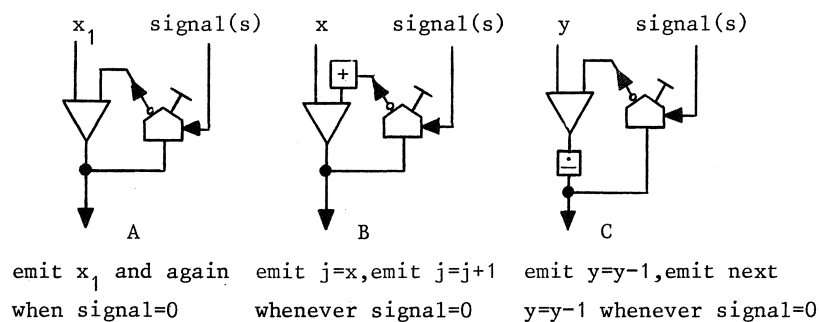 x1 signal(s) x signal(s) y signal(s)
+
∸
A B C
emit x1 and again emit j=x,emit j=j+1 emit y=y-1,emit next
when signal=0 whenever signal=0 y=y-1 whenever signal=0